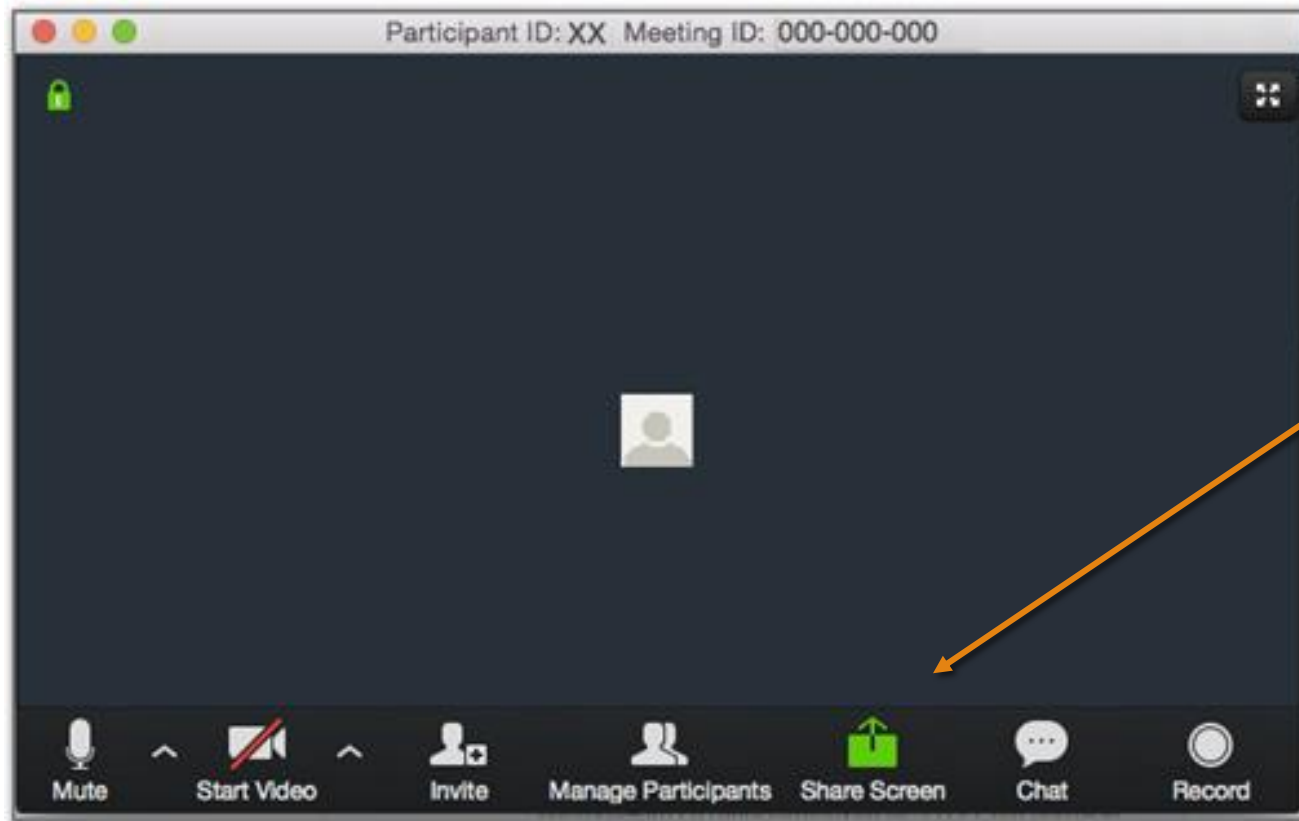 Participant ID: XX Meeting ID: 000-000-000
Mute Start Video Invite Manage Participants Share Screen Chat Record